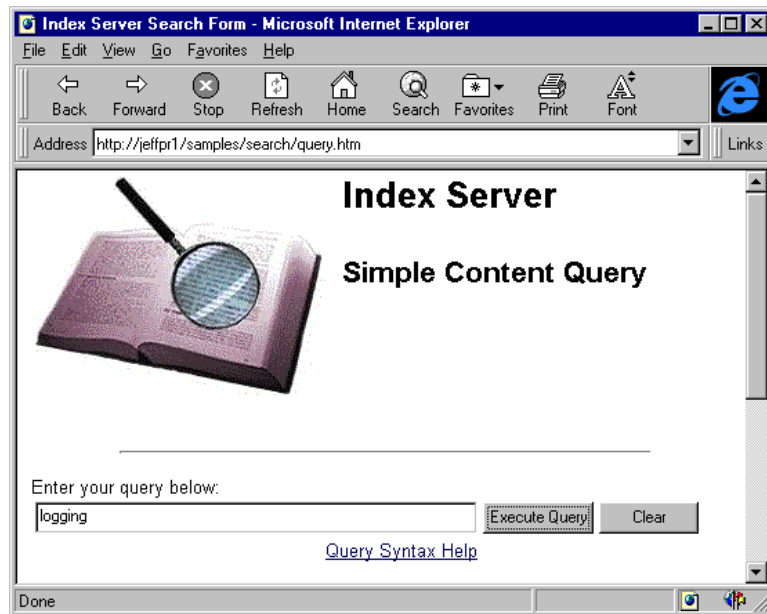 Index Server Search Form - Microsoft Internet Explorer
File Edit View Go Favorites Help
Back Forward Stop Refresh Home Search Favorites Print Font
Address http://jeffpr1/samples/search/query.htm Links
Index Server
Simple Content Query
Enter your query below:
logging Execute Query Clear
Query Syntax Help
Done